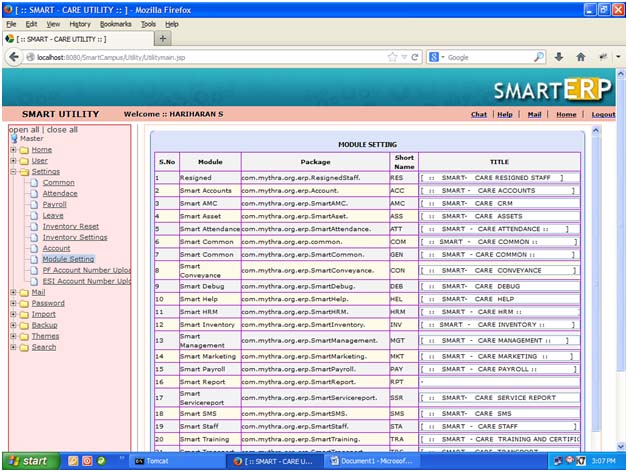 [ :: SMART - CARE UTILITY :: ] - Mozilla Firefox
File Edit View History Bookmarks Tools Help
[ :: SMART - CARE UTILITY :: ] +
localhost:8080/SmartCampus/Utility/Utilitymain.jsp Google
SMARTERP
SMART UTILITY Welcome :: HARIHARAN S Chat | Help | Mail | Home | Logout
open all | close all
Master
Home
User
Settings
Common
Attendace
Payroll
Leave
Inventory Reset
Inventory Settings
Account
Module Setting
PF Account Number Uploa
ESI Account Number Uplo
Mail
Password
Import
Backup
Themes
Search
MODULE SETTING
S.No Module Package Short Name TITLE
1 Resigned com.mythra.org.erp.ResignedStaff. RES [ :: SMART- CARE RESIGNED STAFF ]
2 Smart Accounts com.mythra.org.erp.Account. ACC [ :: SMART - CARE ACCOUNTS ]
3 Smart AMC com.mythra.org.erp.SmartAMC. AMC [ :: SMART- CARE CRM
4 Smart Asset com.mythra.org.erp.SmartAset. ASS [ :: SMART- CARE ASSETS
5 Smart Attendance com.mythra.org.erp.SmartAttendance. ATT [ :: SMART - CARE ATTENDANCE :: ]
6 Smart Common com.mythra.org.erp.common. COM [ :: SMART - CARE COMMON :: ]
7 Smart Common com.mythra.org.erp.SmartCommon. GEN [ :: SMART - CARE COMMON :: ]
8 Smart Conveyance com.mythra.org.erp.SmartConveyance. CON [ :: SMART- CARE CONVEYANCE ]
9 Smart Debug com.mythra.org.erp.SmartDebug. DEB [ :: SMART- CARE DEBUG
10 Smart Help com.mythra.org.erp.SmartHelp. HEL [ :: SMART- CARE HELP
11 Smart HRM com.mythra.org.erp.SmartHRM. HRM [ :: SMART - CARE HRM ::
12 Smart Inventory com.mythra.org.erp.SmartInventory. INV [ :: SMART - CARE INVENTORY :: ]
13 Smart Management com.mythra.org.erp.SmartManagement. MGT [ :: SMART - CARE MANAGEMENT :: ]
14 Smart Marketing com.mythra.org.erp.SmartMarketing. MKT [ :: SMART - CARE MARKETING :: ]
15 Smart Payroll com.mythra.org.erp.SmartPayroll. PAY [ :: SMART - CARE PAYROLL :: ]
16 Smart Report com.mythra.org.erp.SmartReport. RPT -
17 Smart Servicereport com.mythra.org.erp.SmartServicereport. SSR [ :: SMART- CARE SERVICE REPORT
18 Smart SMS com.mythra.org.erp.SmartSMS. SMS [ :: SMART- CARE SMS
19 Smart Staff com.mythra.org.erp.SmartStaff. STA [ :: SMART - CARE STAFF ]
20 Smart Training com.mythra.org.erp.SmartTraining. TRA [ :: SMART - CARE TRAINING AND CERTIFIC
start Tomcat [ :: SMART - CARE U... Document1 - Microsof... 3:07 PM